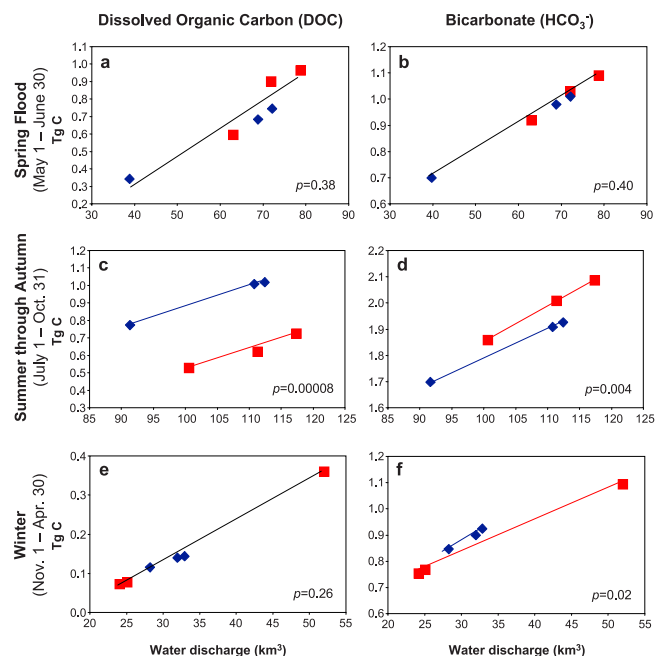 Dissolved Organic Carbon (DOC)
Bicarbonate (HCO₃⁻)
Spring Flood
(May 1 – June 30)
Tg C
a
1.1
1.0
0.9
0.8
0.7
0.6
0.5
0.4
0.3
0.2
p=0.38
30 40 50 60 70 80 90
b
1.2
1.1
1.0
0.9
0.8
0.7
0.6
p=0.40
30 40 50 60 70 80 90
Summer through Autumn
(July 1 – Oct. 31)
Tg C
c
1.2
1.1
1.0
0.9
0.8
0.7
0.6
0.5
0.4
0.3
p=0.00008
85 90 95 100 105 110 115 120 125
d
2.2
2.1
2.0
1.9
1.8
1.7
1.6
p=0.004
85 90 95 100 105 110 115 120 125
Winter
(Nov. 1 – Apr. 30)
Tg C
e
0.4
0.3
0.2
0.1
0.0
p=0.26
20 25 30 35 40 45 50 55
Water discharge (km³)
f
1.2
1.1
1.0
0.9
0.8
0.7
0.6
p=0.02
20 25 30 35 40 45 50 55
Water discharge (km³)